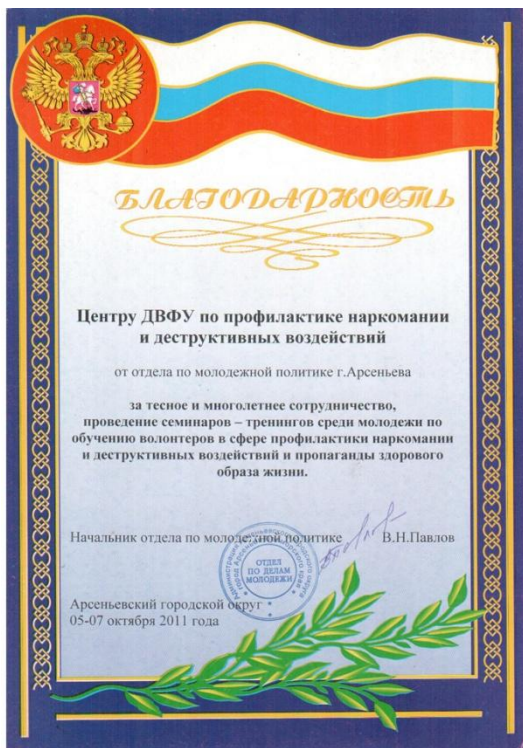 БЛАГОДАРНОСТЬ
Центру ДВФУ по профилактике наркомании
и деструктивных воздействий
от отдела по молодежной политике г.Арсеньева
за тесное и многолетнее сотрудничество,
проведение семинаров – тренингов среди молодежи по
обучению волонтеров в сфере профилактики наркомании
и деструктивных воздействий и пропаганды здорового
образа жизни.
Начальник отдела по молодежной политике В.Н.Павлов
ОТДЕЛ
ПО ДЕЛАМ
МОЛОДЕЖИ
Арсеньевский городской округ
05-07 октября 2011 года